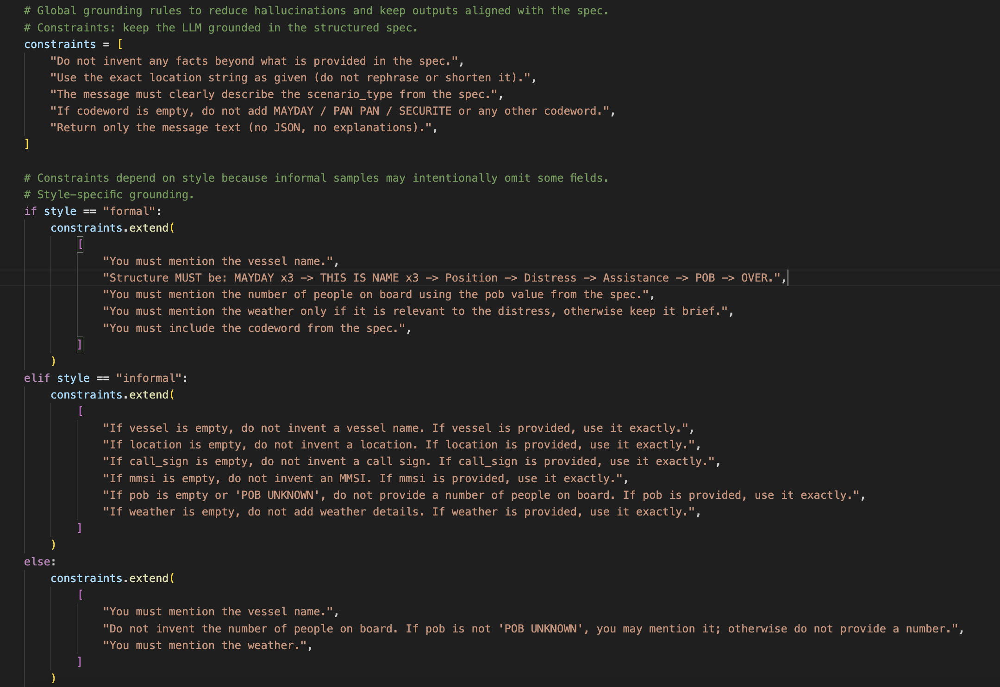 # Global grounding rules to reduce hallucinations and keep outputs aligned with the spec.
# Constraints: keep the LLM grounded in the structured spec.
constraints = [
    "Do not invent any facts beyond what is provided in the spec.",
    "Use the exact location string as given (do not rephrase or shorten it).",
    "The message must clearly describe the scenario_type from the spec.",
    "If codeword is empty, do not add MAYDAY / PAN PAN / SECURITE or any other codeword.",
    "Return only the message text (no JSON, no explanations).",
]

# Constraints depend on style because informal samples may intentionally omit some fields.
# Style-specific grounding.
if style == "formal":
    constraints.extend(
        [
            "You must mention the vessel name.",
            "Structure MUST be: MAYDAY x3 -> THIS IS NAME x3 -> Position -> Distress -> Assistance -> POB -> OVER.",
            "You must mention the number of people on board using the pob value from the spec.",
            "You must mention the weather only if it is relevant to the distress, otherwise keep it brief.",
            "You must include the codeword from the spec.",
        ]
    )
elif style == "informal":
    constraints.extend(
        [
            "If vessel is empty, do not invent a vessel name. If vessel is provided, use it exactly.",
            "If location is empty, do not invent a location. If location is provided, use it exactly.",
            "If call_sign is empty, do not invent a call sign. If call_sign is provided, use it exactly.",
            "If mmsi is empty, do not invent an MMSI. If mmsi is provided, use it exactly.",
            "If pob is empty or 'POB UNKNOWN', do not provide a number of people on board. If pob is provided, use it exactly.",
            "If weather is empty, do not add weather details. If weather is provided, use it exactly.",
        ]
    )
else:
    constraints.extend(
        [
            "You must mention the vessel name.",
            "Do not invent the number of people on board. If pob is not 'POB UNKNOWN', you may mention it; otherwise do not provide a number.",
            "You must mention the weather.",
        ]
    )